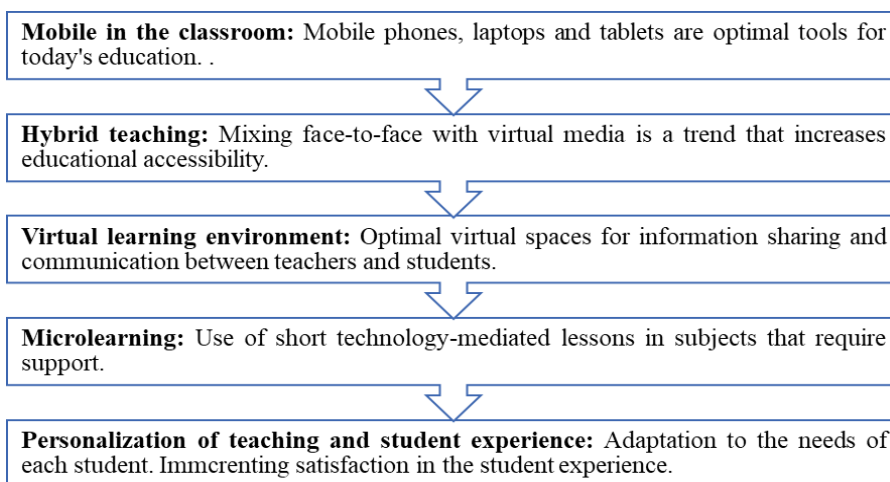 Mobile in the classroom: Mobile phones, laptops and tablets are optimal tools for
today's education. .
Hybrid teaching: Mixing face-to-face with virtual media is a trend that increases
educational accessibility.
Virtual learning environment: Optimal virtual spaces for information sharing and
communication between teachers and students.
Microlearning: Use of short technology-mediated lessons in subjects that require
support.
Personalization of teaching and student experience: Adaptation to the needs of
each student. Immcrenting satisfaction in the student experience.